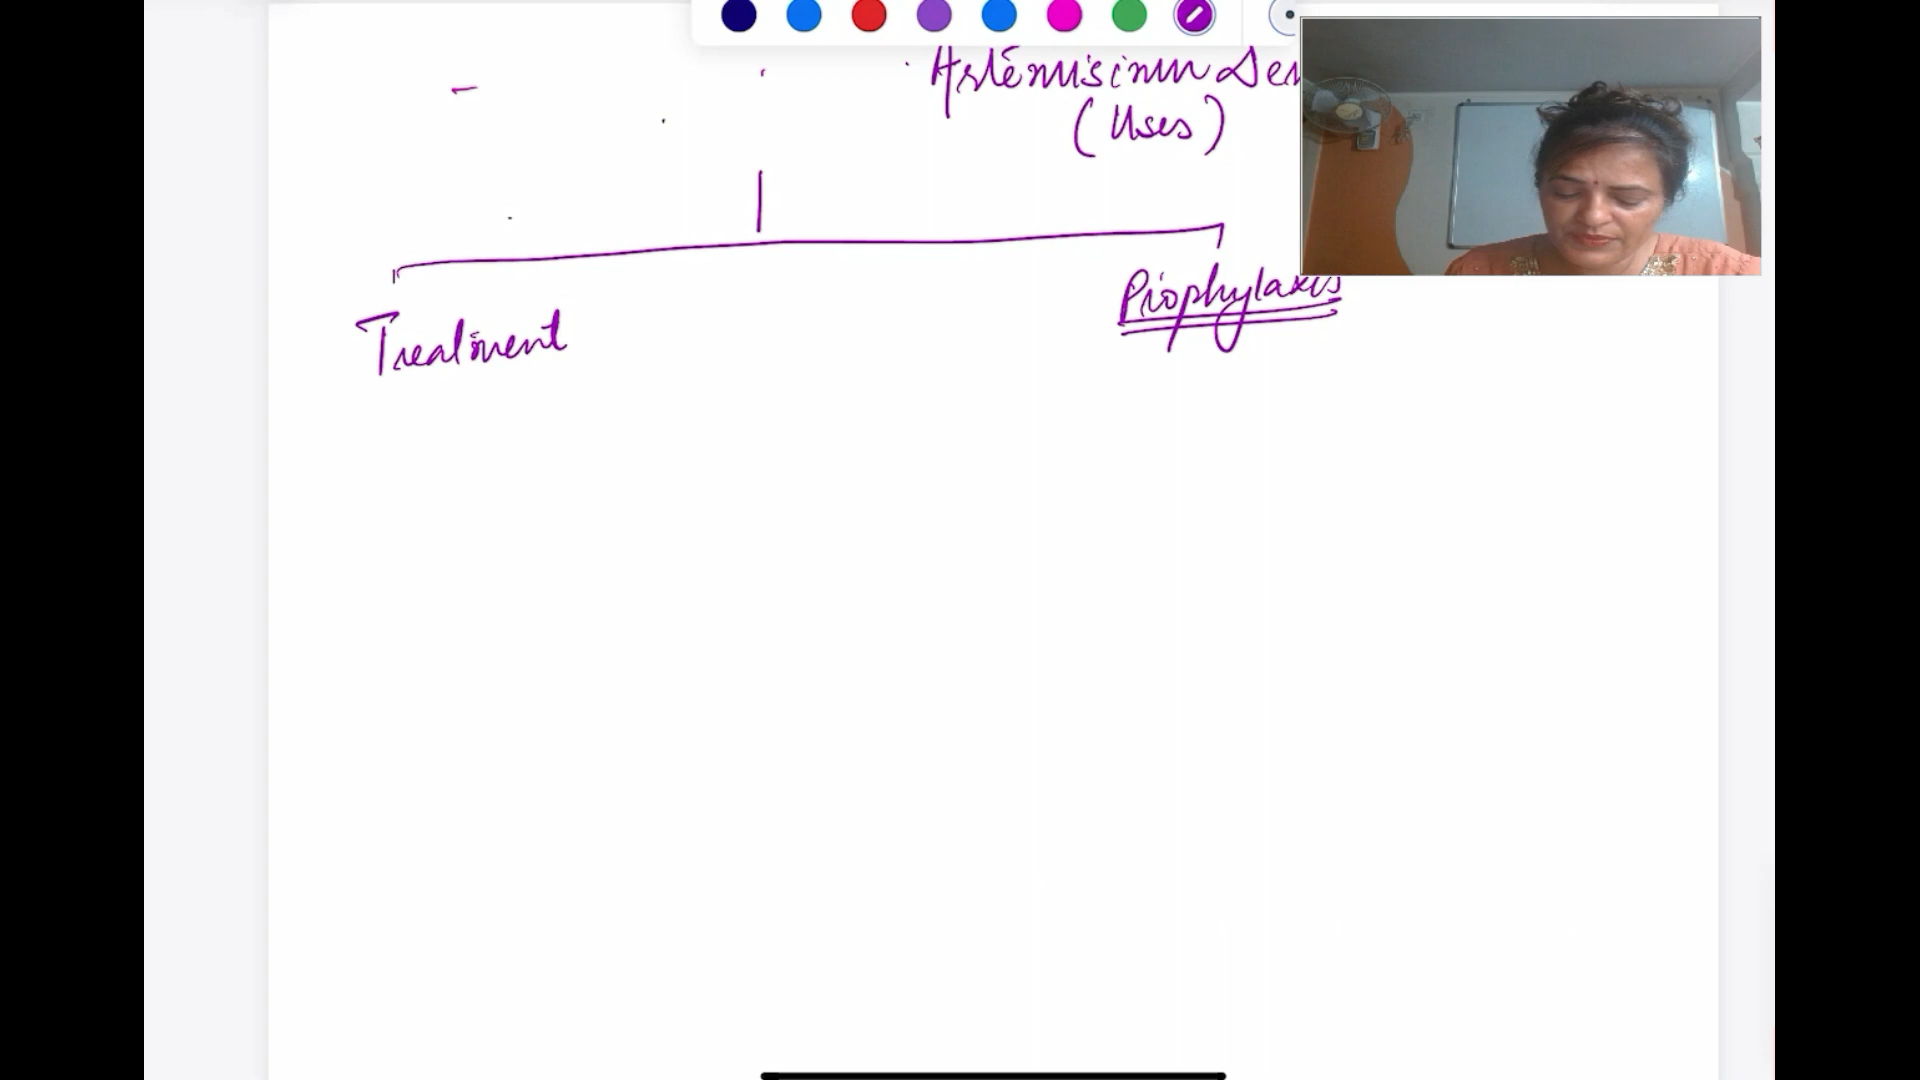 Artemisinin Der
(Uses)
Treatment
Prophylaxis